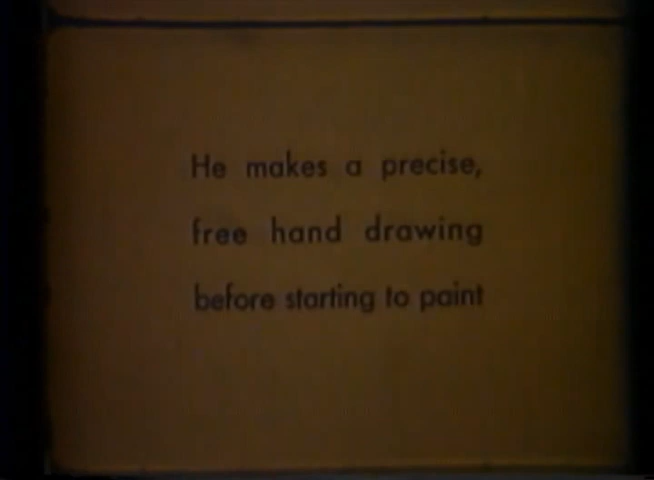 He makes a precise,
free hand drawing
before starting to paint